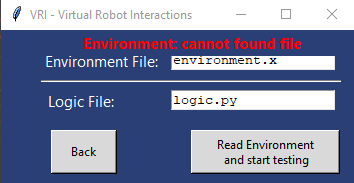 VRI - Virtual Robot Interactions
Environment: cannot found file
Environment File: environment.x
Logic File: logic.py
Back
Read Environment
and start testing